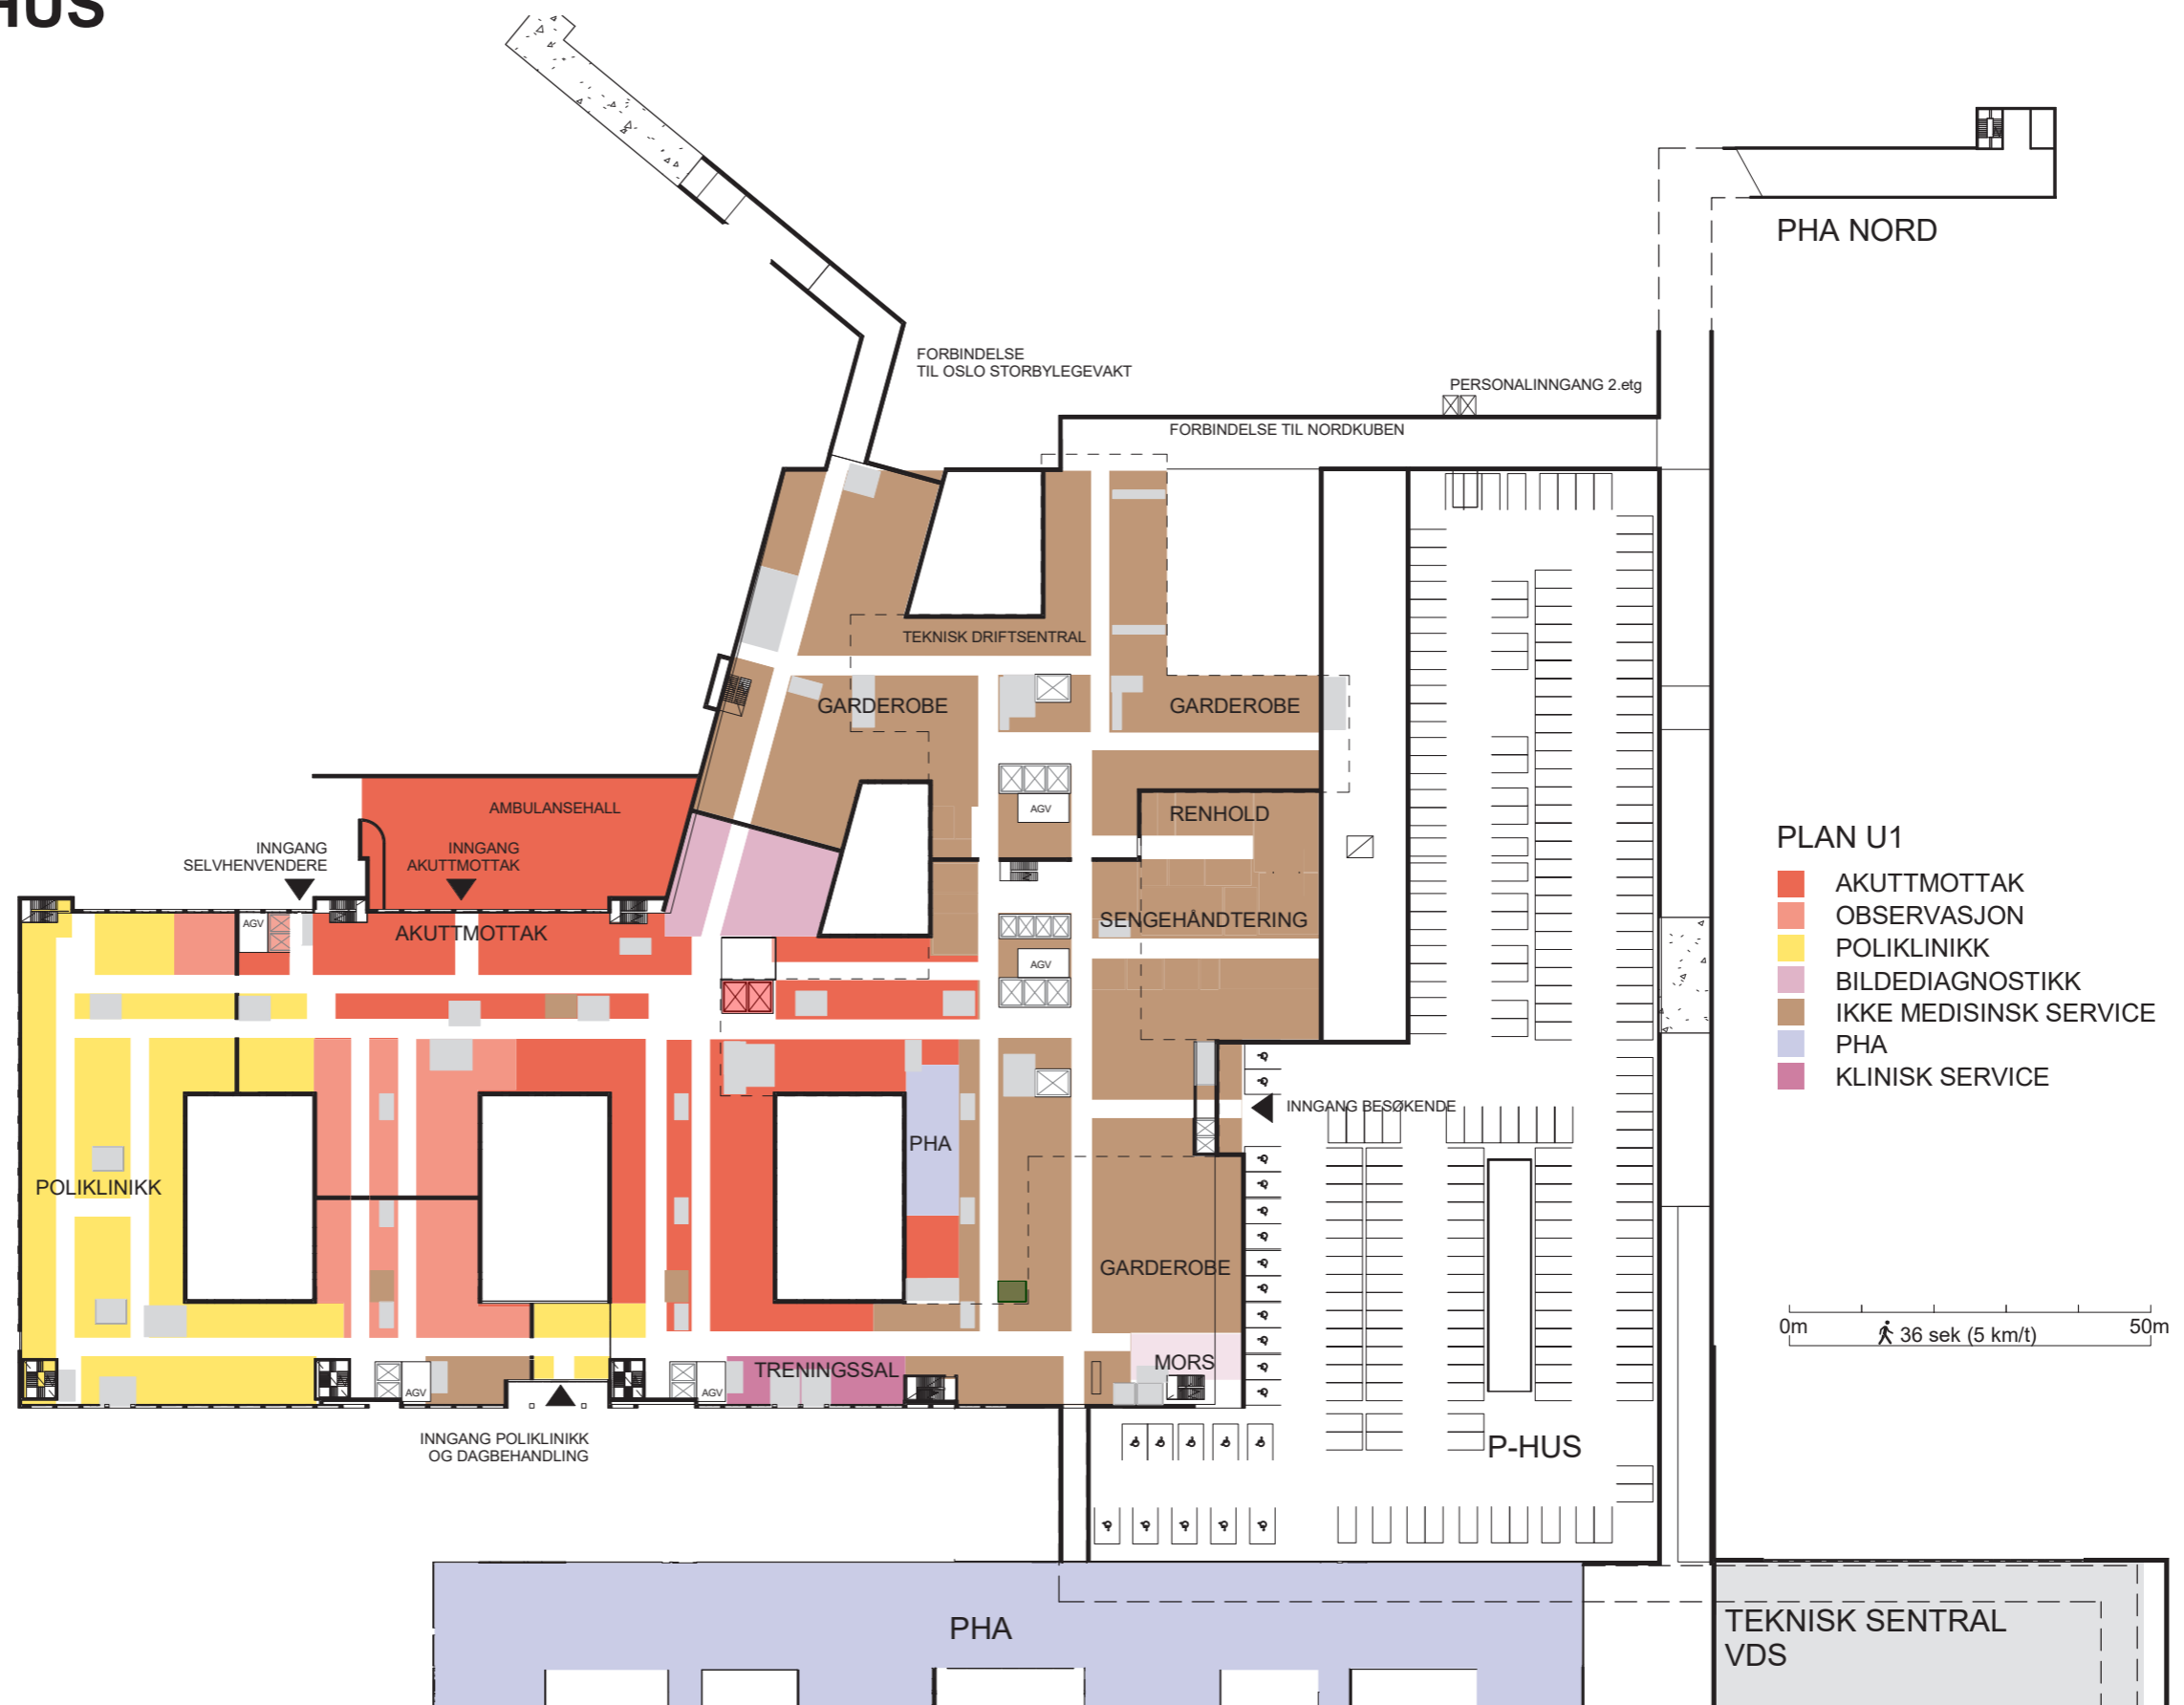 HUS
PHA NORD
FORBINDELSE
TIL OSLO STORBYLEGEVAKT
PERSONALINNGANG 2.etg
FORBINDELSE TIL NORDKUBEN
TEKNISK DRIFTSENTRAL
GARDEROBE
GARDEROBE
AMBULANSEHALL
AGV
RENHOLD
INNGANG
SELVHENVENDERE
INNGANG
AKUTTMOTTAK
PLAN U1
AKUTTMOTTAK
OBSERVASJON
POLIKLINIKK
BILDEDIAGNOSTIKK
IKKE MEDISINSK SERVICE
PHA
KLINISK SERVICE
AGV
AKUTTMOTTAK
SENGEHÅNDTERING
AGV
INNGANG BESØKENDE
PHA
POLIKLINIKK
GARDEROBE
0m
36 sek (5 km/t)
50m
MORS
TRENINGSSAL
AGV
AGV
INNGANG POLIKLINIKK
OG DAGBEHANDLING
P-HUS
PHA
TEKNISK SENTRAL
VDS